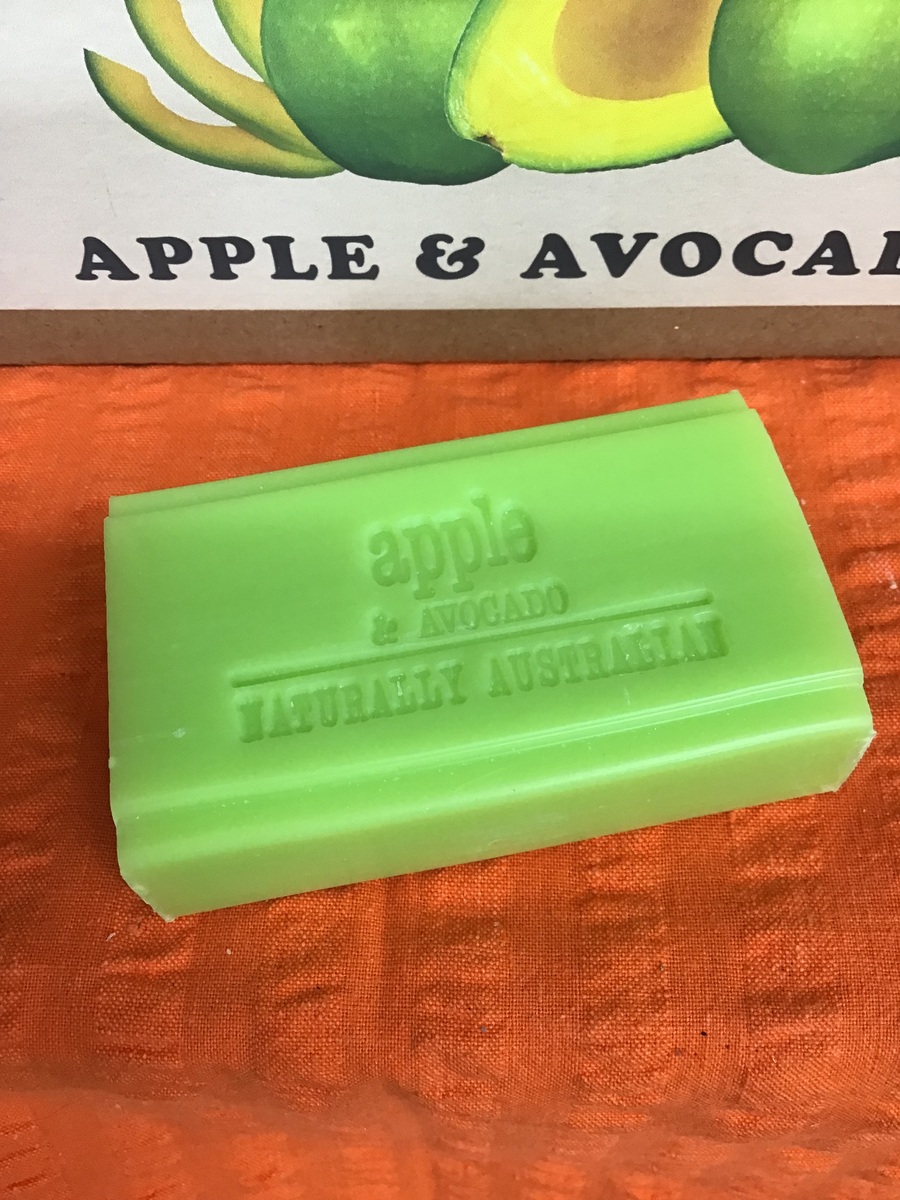 APPLE & AVOCA
apple
& AVOCADO
NATURALLY AUSTRALIAN